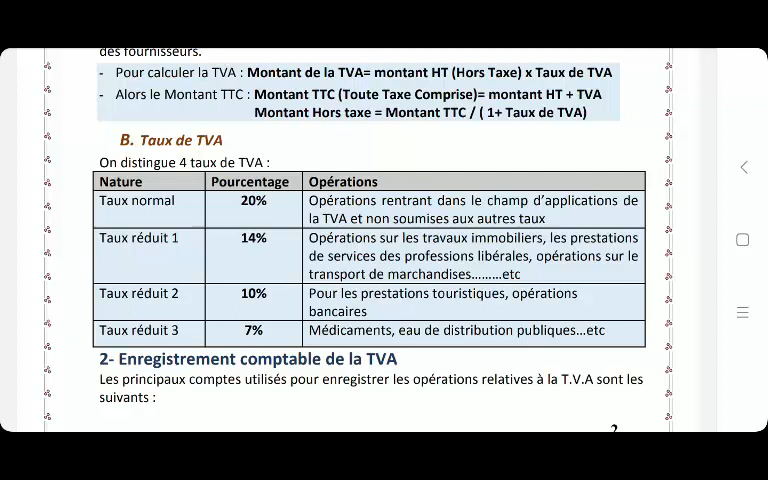 des fournisseurs.
- Pour calculer la TVA : Montant de la TVA= montant HT (Hors Taxe) x Taux de TVA
- Alors le Montant TTC : Montant TTC (Toute Taxe Comprise)= montant HT + TVA
Montant Hors taxe = Montant TTC / ( 1+ Taux de TVA)
B. Taux de TVA
On distingue 4 taux de TVA :
Nature Pourcentage Opérations
Taux normal 20% Opérations rentrant dans le champ d'applications de
la TVA et non soumises aux autres taux
Taux réduit 1 14% Opérations sur les travaux immobiliers, les prestations
de services des professions libérales, opérations sur le
transport de marchandises.........etc
Taux réduit 2 10% Pour les prestations touristiques, opérations
bancaires
Taux réduit 3 7% Médicaments, eau de distribution publiques...etc
2- Enregistrement comptable de la TVA
Les principaux comptes utilisés pour enregistrer les opérations relatives à la T.V.A sont les
suivants :
2